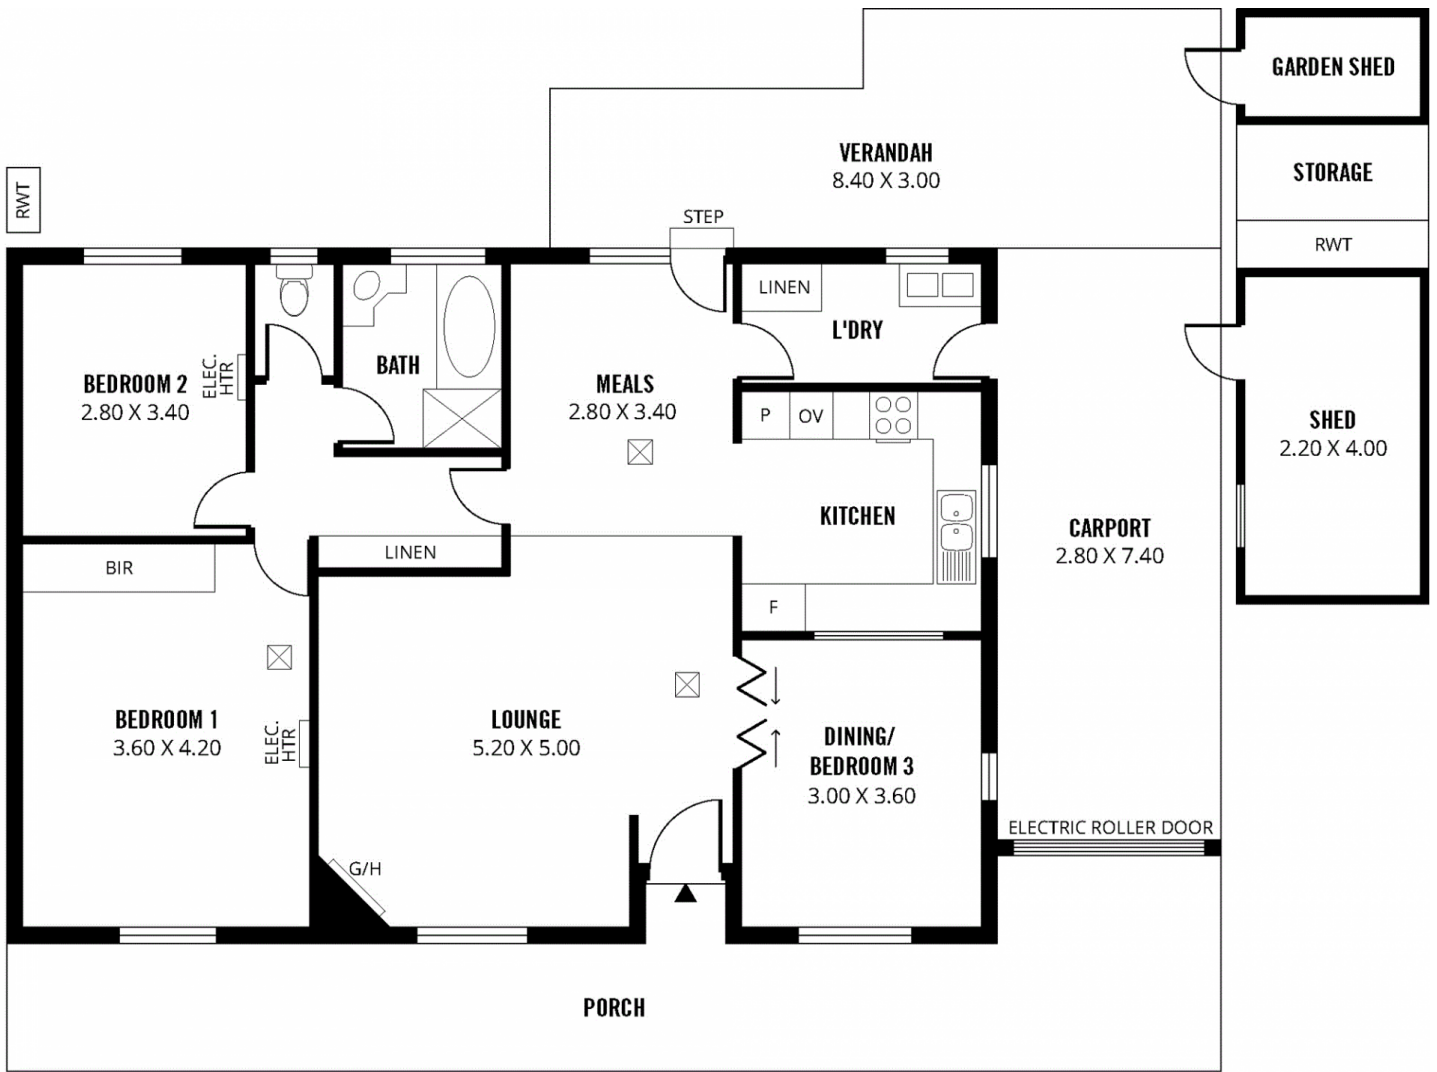 GARDEN SHED
VERANDAH
8.40 X 3.00
STORAGE
RWT
STEP
RWT
LINEN
L'DRY
BATH
ELEC.
HTR
BEDROOM 2
2.80 X 3.40
MEALS
2.80 X 3.40
P
OV
SHED
2.20 X 4.00
KITCHEN
CARPORT
2.80 X 7.40
LINEN
BIR
F
BEDROOM 1
3.60 X 4.20
ELEC.
HTR
LOUNGE
5.20 X 5.00
DINING/
BEDROOM 3
3.00 X 3.60
ELECTRIC ROLLER DOOR
G/H
PORCH